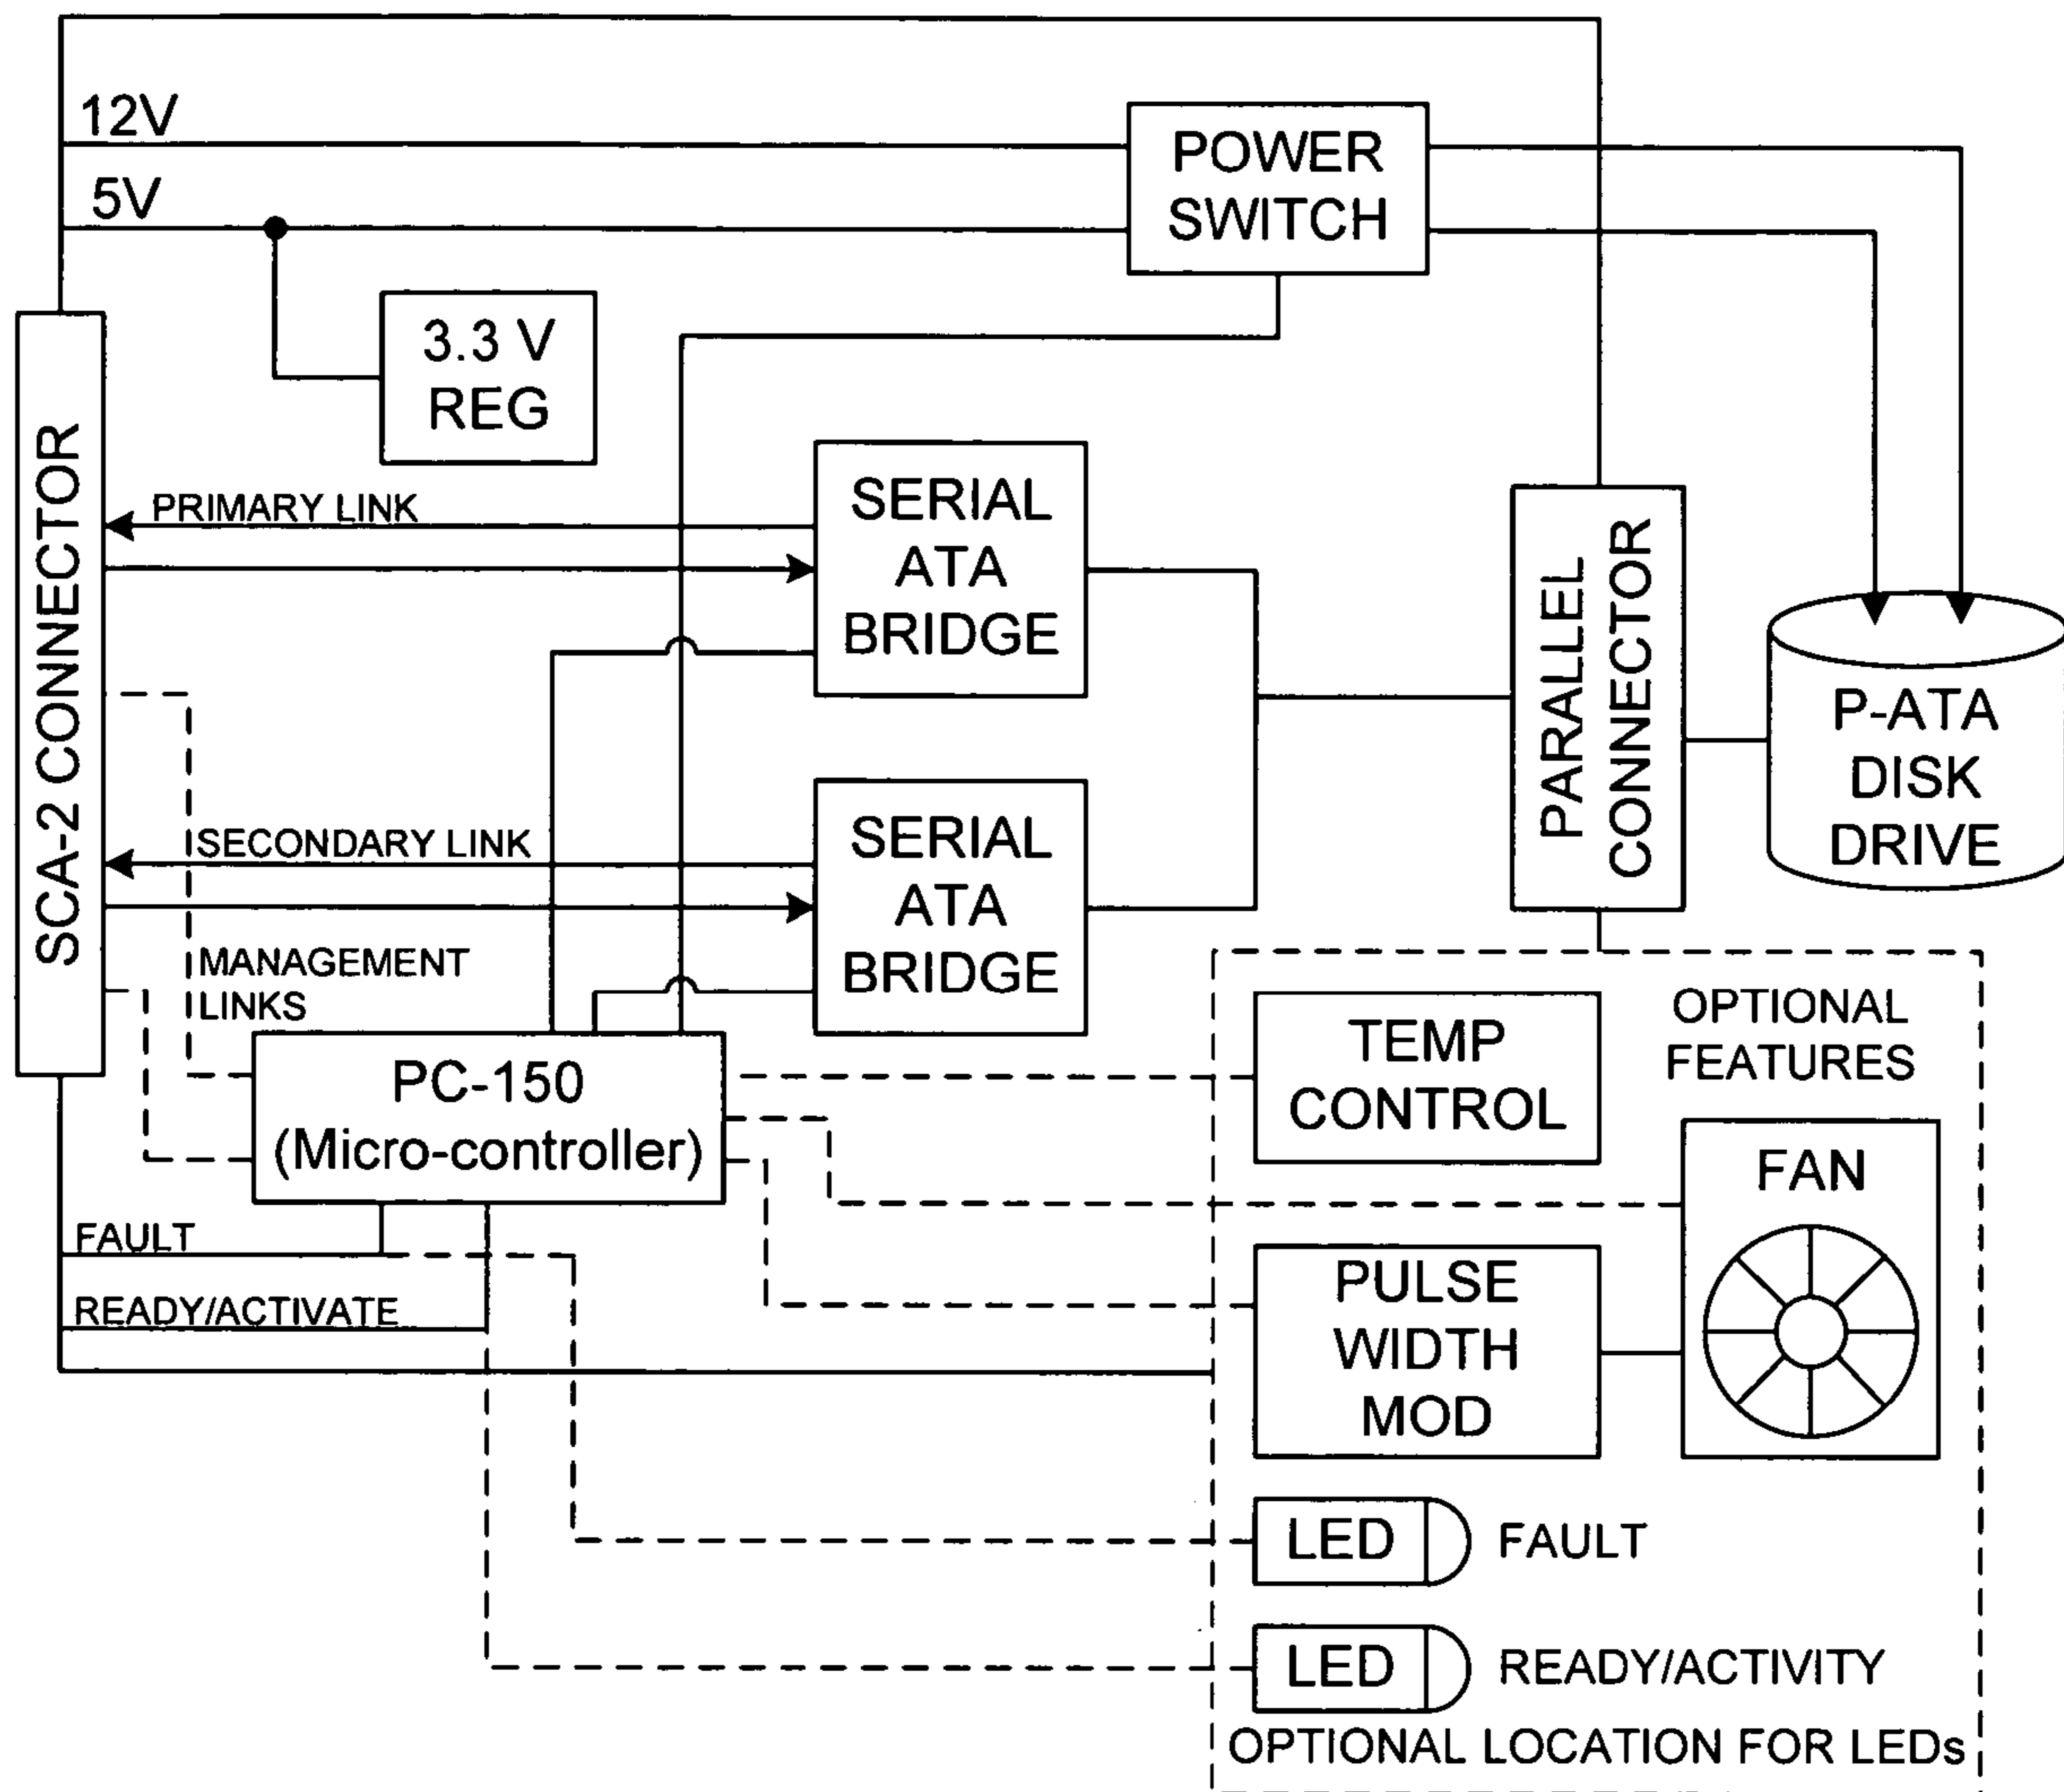 12V
5V
POWER
SWITCH
3.3 V
REG
SCA-2 CONNECTOR
PRIMARY LINK
SERIAL
ATA
BRIDGE
PARALLEL
CONNECTOR
P-ATA
DISK
DRIVE
SECONDARY LINK
SERIAL
ATA
BRIDGE
MANAGEMENT
LINKS
PC-150
(Micro-controller)
TEMP
CONTROL
OPTIONAL
FEATURES
FAN
FAULT
READY/ACTIVATE
PULSE
WIDTH
MOD
LED
FAULT
LED
READY/ACTIVITY
OPTIONAL LOCATION FOR LEDs